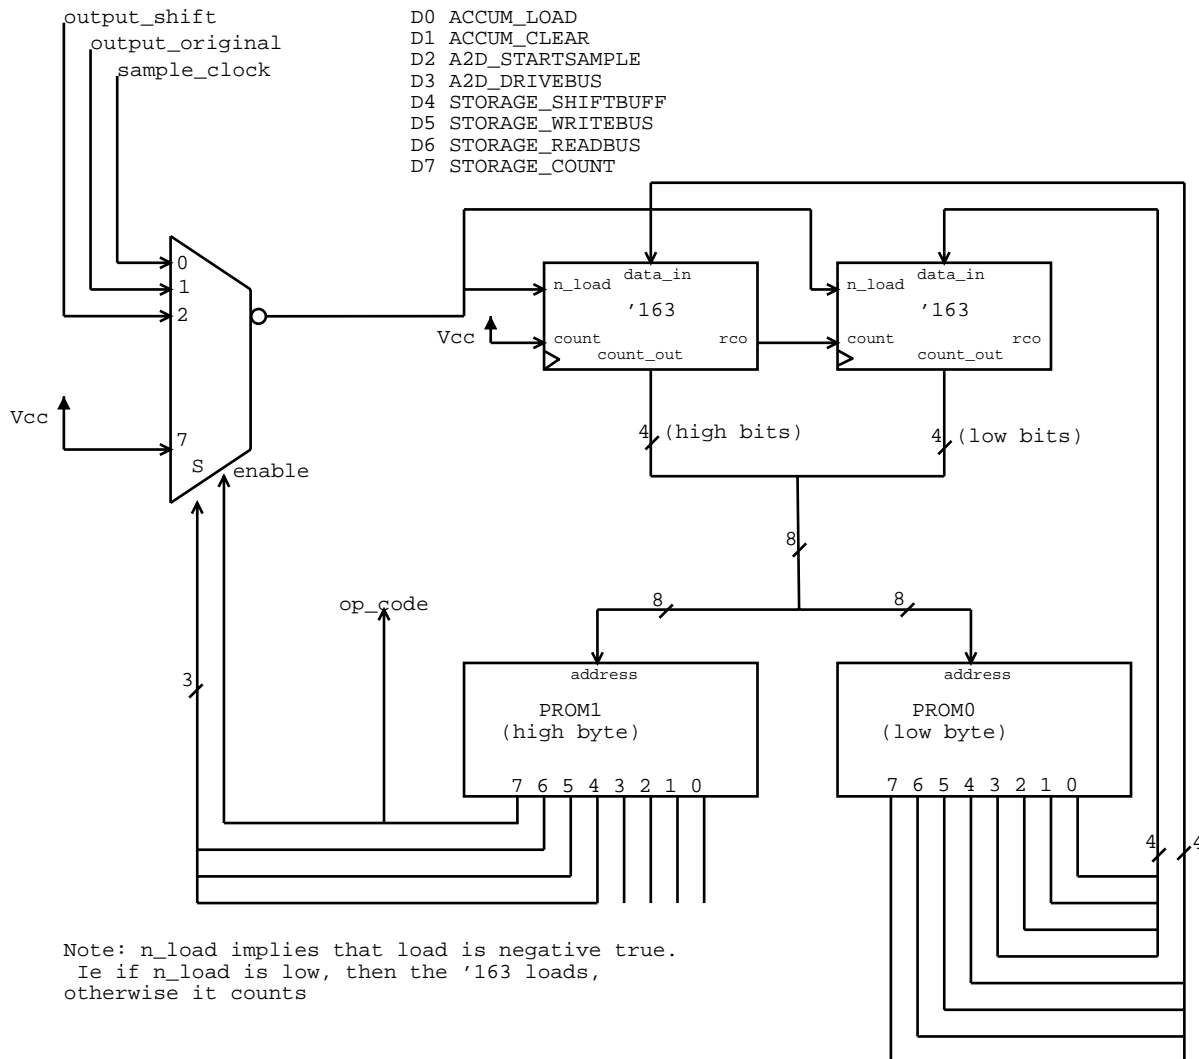 output_shift
output_original
sample_clock
D0 ACCUM_LOAD
D1 ACCUM_CLEAR
D2 A2D_STARTSAMPLE
D3 A2D_DRIVEBUS
D4 STORAGE_SHIFTBUFF
D5 STORAGE_WRITEBUS
D6 STORAGE_READBUS
D7 STORAGE_COUNT
0
1
2
7
S
enable
Vcc
Vcc
data_in
n_load
'163
count
rco
count_out
data_in
n_load
'163
count
rco
count_out
4 (high bits)
4 (low bits)
8
8
8
op_code
3
address
PROM1
(high byte)
7 6 5 4 3 2 1 0
address
PROM0
(low byte)
7 6 5 4 3 2 1 0
4
4
Note: n_load implies that load is negative true.
Ie if n_load is low, then the '163 loads,
otherwise it counts